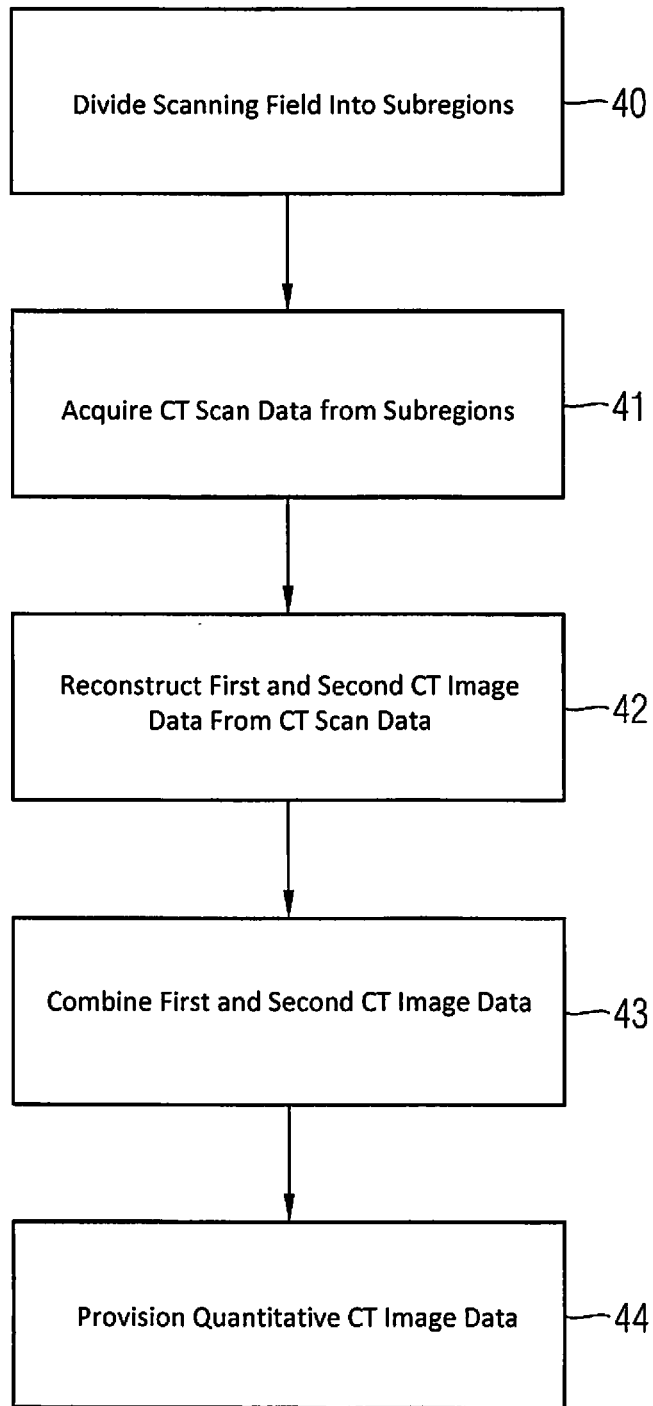 Divide Scanning Field Into Subregions
40
Acquire CT Scan Data from Subregions
41
Reconstruct First and Second CT Image
Data From CT Scan Data
42
Combine First and Second CT Image Data
43
Provision Quantitative CT Image Data
44